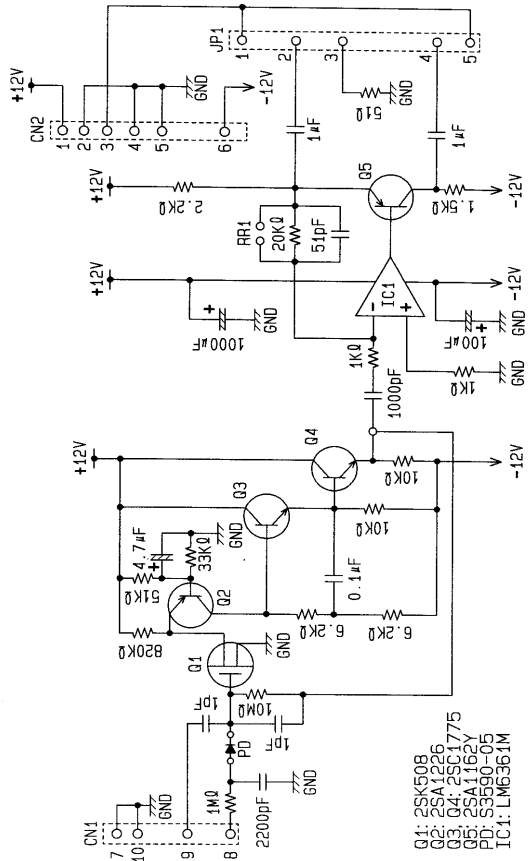 CN1
7
10
9
8
GND
1MΩ
2200pF
GND
PD
1pF
1pF
10MΩ
Q1
GND
820KΩ
51KΩ
4.7µF
+
33KΩ
GND
Q2
6.2KΩ
6.2KΩ
0.1µF
Q3
10KΩ
Q4
10KΩ
+12V
-12V
1000pF
1KΩ
1KΩ
GND
+
1000µF
GND
+12V
-
+
IC1
-12V
+
100µF
GND
RR1
20KΩ
51pF
2.2KΩ
+12V
Q5
1.5KΩ
-12V
1µF
1µF
51Ω
GND
CN2
1
2
3
4
5
6
+12V
GND
-12V
JP1
1
2
3
4
5
Q1: 2SK508
Q2: 2SA1226
Q3, Q4: 2SC1775
Q5: 2SA1162Y
PD: S3590-05
IC1: LM6361M